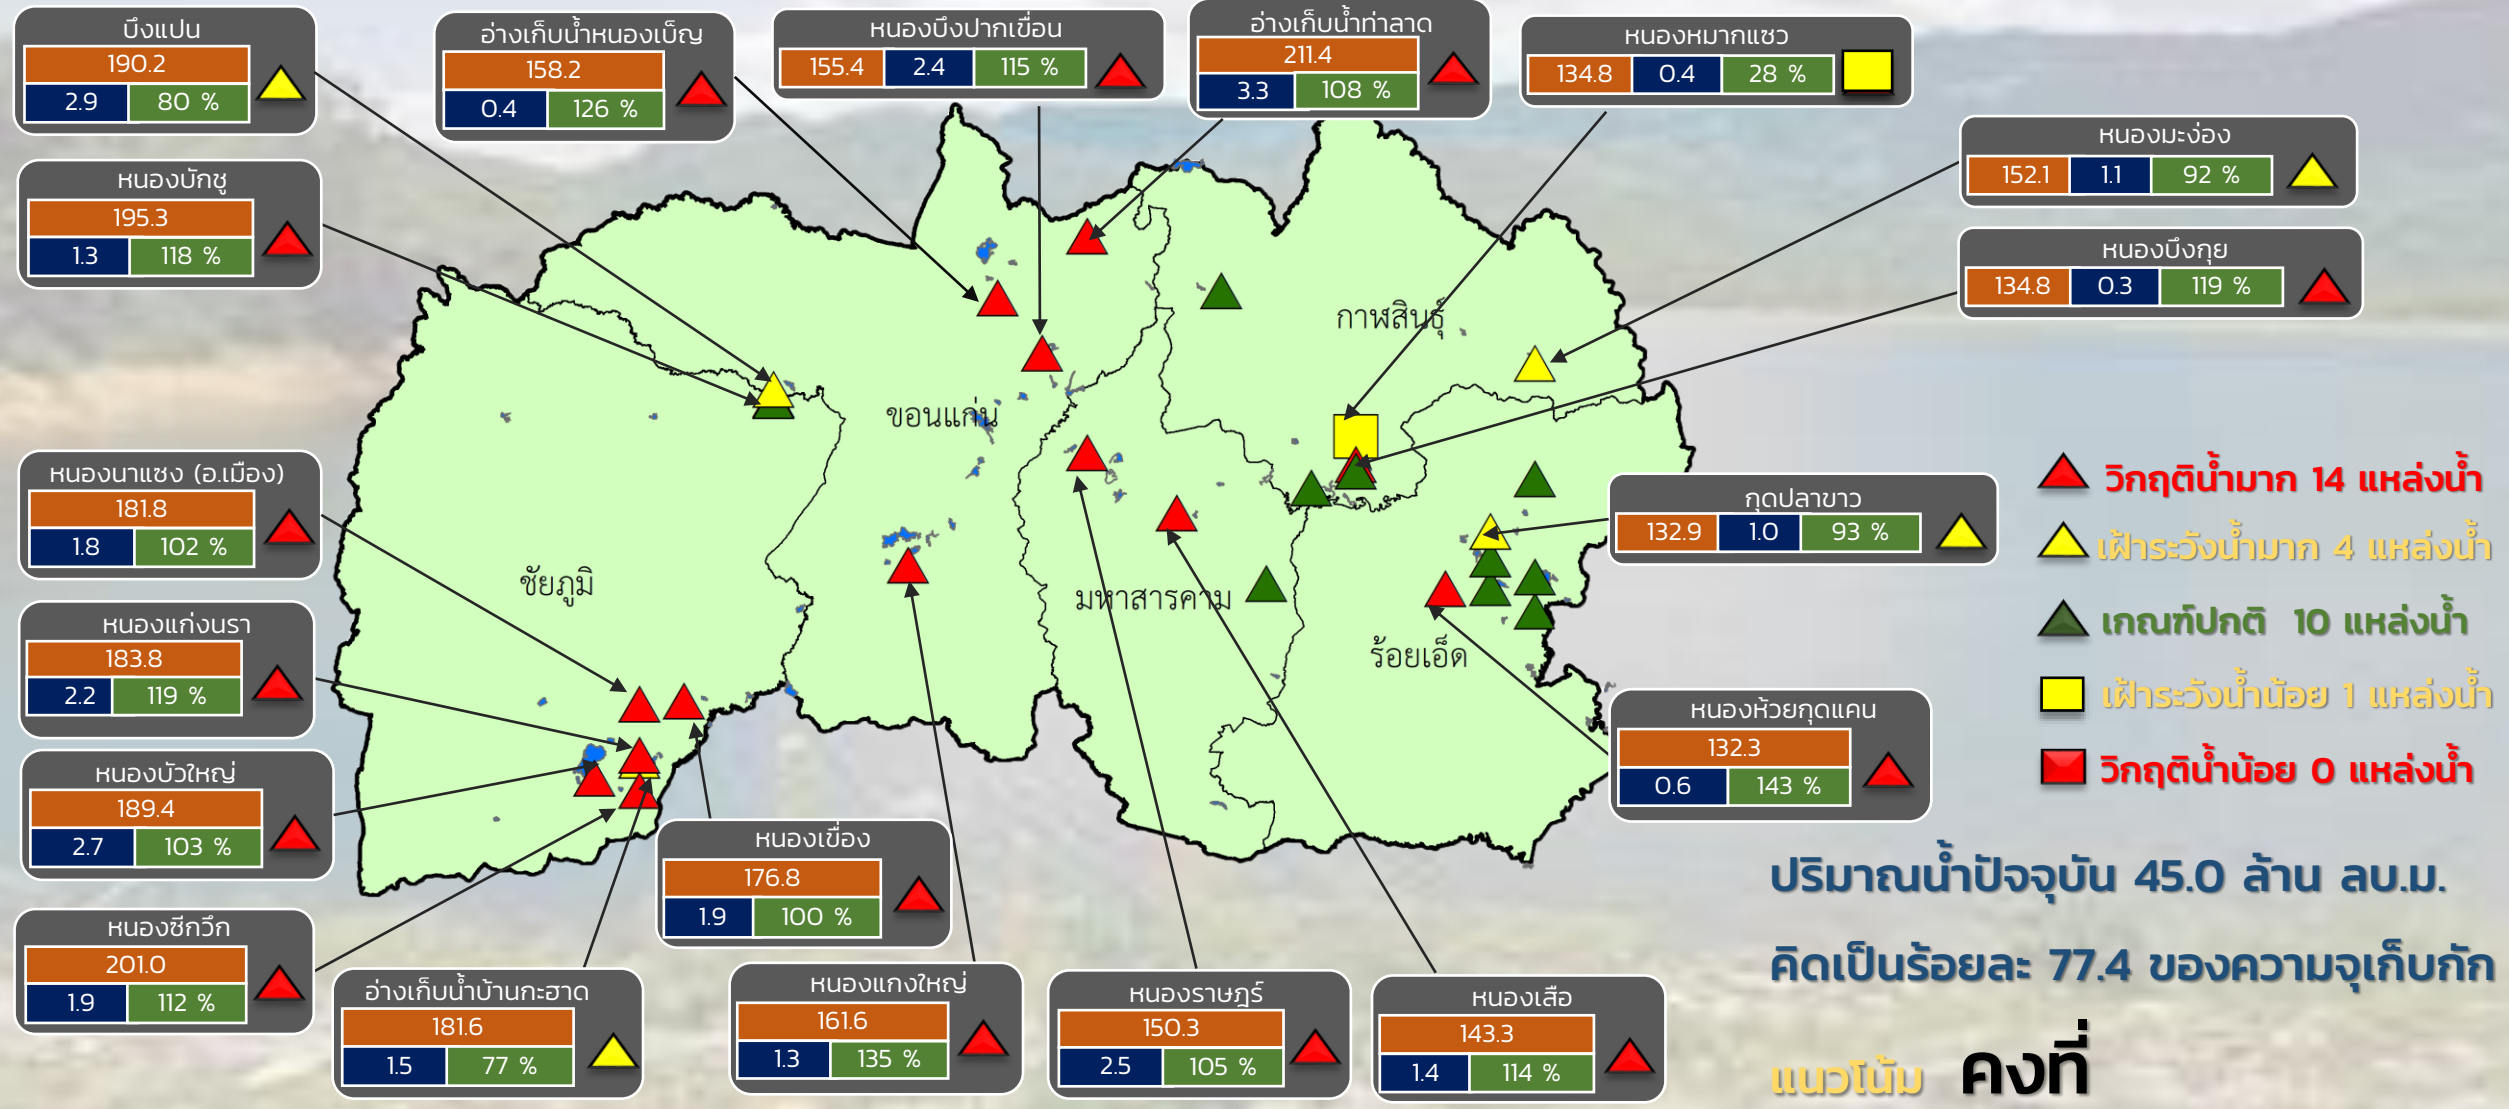 บึงแปน
190.2
2.9 80 %
อ่างเก็บน้ำหนองเบ็ญ
158.2
0.4 126 %
หนองบึงปากเขื่อน
155.4 2.4 115 %
อ่างเก็บน้ำท่าลาด
211.4
3.3 108 %
หนองหมากแซว
134.8 0.4 28 %
หนองมะง่อง
152.1 1.1 92 %
หนองบึงกุย
134.8 0.3 119 %
หนองบักชู
195.3
1.3 118 %
กาฬสินธุ์
ขอนแก่น
หนองนาแซง (อ.เมือง)
181.8
1.8 102 %
กุดปลาขาว
132.9 1.0 93 %
ชัยภูมิ
มหาสารคาม
ร้อยเอ็ด
หนองแก่งนรา
183.8
2.2 119 %
หนองห้วยกุดแคน
132.3
0.6 143 %
หนองบัวใหญ่
189.4
2.7 103 %
หนองเขื่อง
176.8
1.9 100 %
หนองซีกวึก
201.0
1.9 112 %
อ่างเก็บน้ำบ้านกะฮาด
181.6
1.5 77 %
หนองแกงใหญ่
161.6
1.3 135 %
หนองราษฎร์
150.3
2.5 105 %
หนองเสือ
143.3
1.4 114 %
วิกฤติน้ำมาก 14 แหล่งน้ำ
เฝ้าระวังน้ำมาก 4 แหล่งน้ำ
เกณฑ์ปกติ 10 แหล่งน้ำ
เฝ้าระวังน้ำน้อย 1 แหล่งน้ำ
วิกฤติน้ำน้อย 0 แหล่งน้ำ
ปริมาณน้ำปัจจุบัน 45.0 ล้าน ลบ.ม.
คิดเป็นร้อยละ 77.4 ของความจุเก็บกัก
แนวโน้ม คงที่